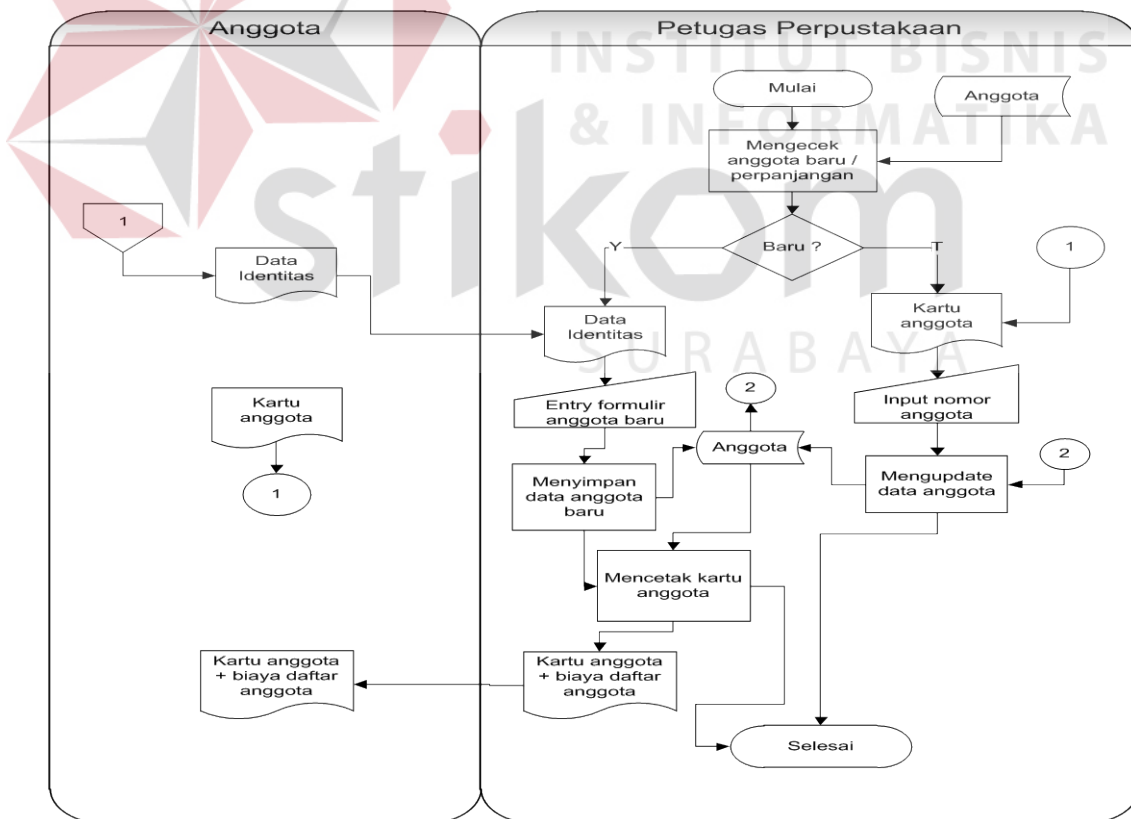 Anggota
Petugas Perpustakaan
INSTITUT BISNIS
& INFORMATIKA
stikom
SURABAYA
Mulai
Anggota
Mengecek
anggota baru /
perpanjangan
1
Data
Identitas
Y
Baru ?
T
1
Data
Identitas
Kartu
anggota
Kartu
anggota
1
Entry formulir
anggota baru
2
Input nomor
anggota
Anggota
2
Menyimpan
data anggota
baru
Mengupdate
data anggota
Mencetak kartu
anggota
Kartu anggota
+ biaya daftar
anggota
Kartu anggota
+ biaya daftar
anggota
Selesai